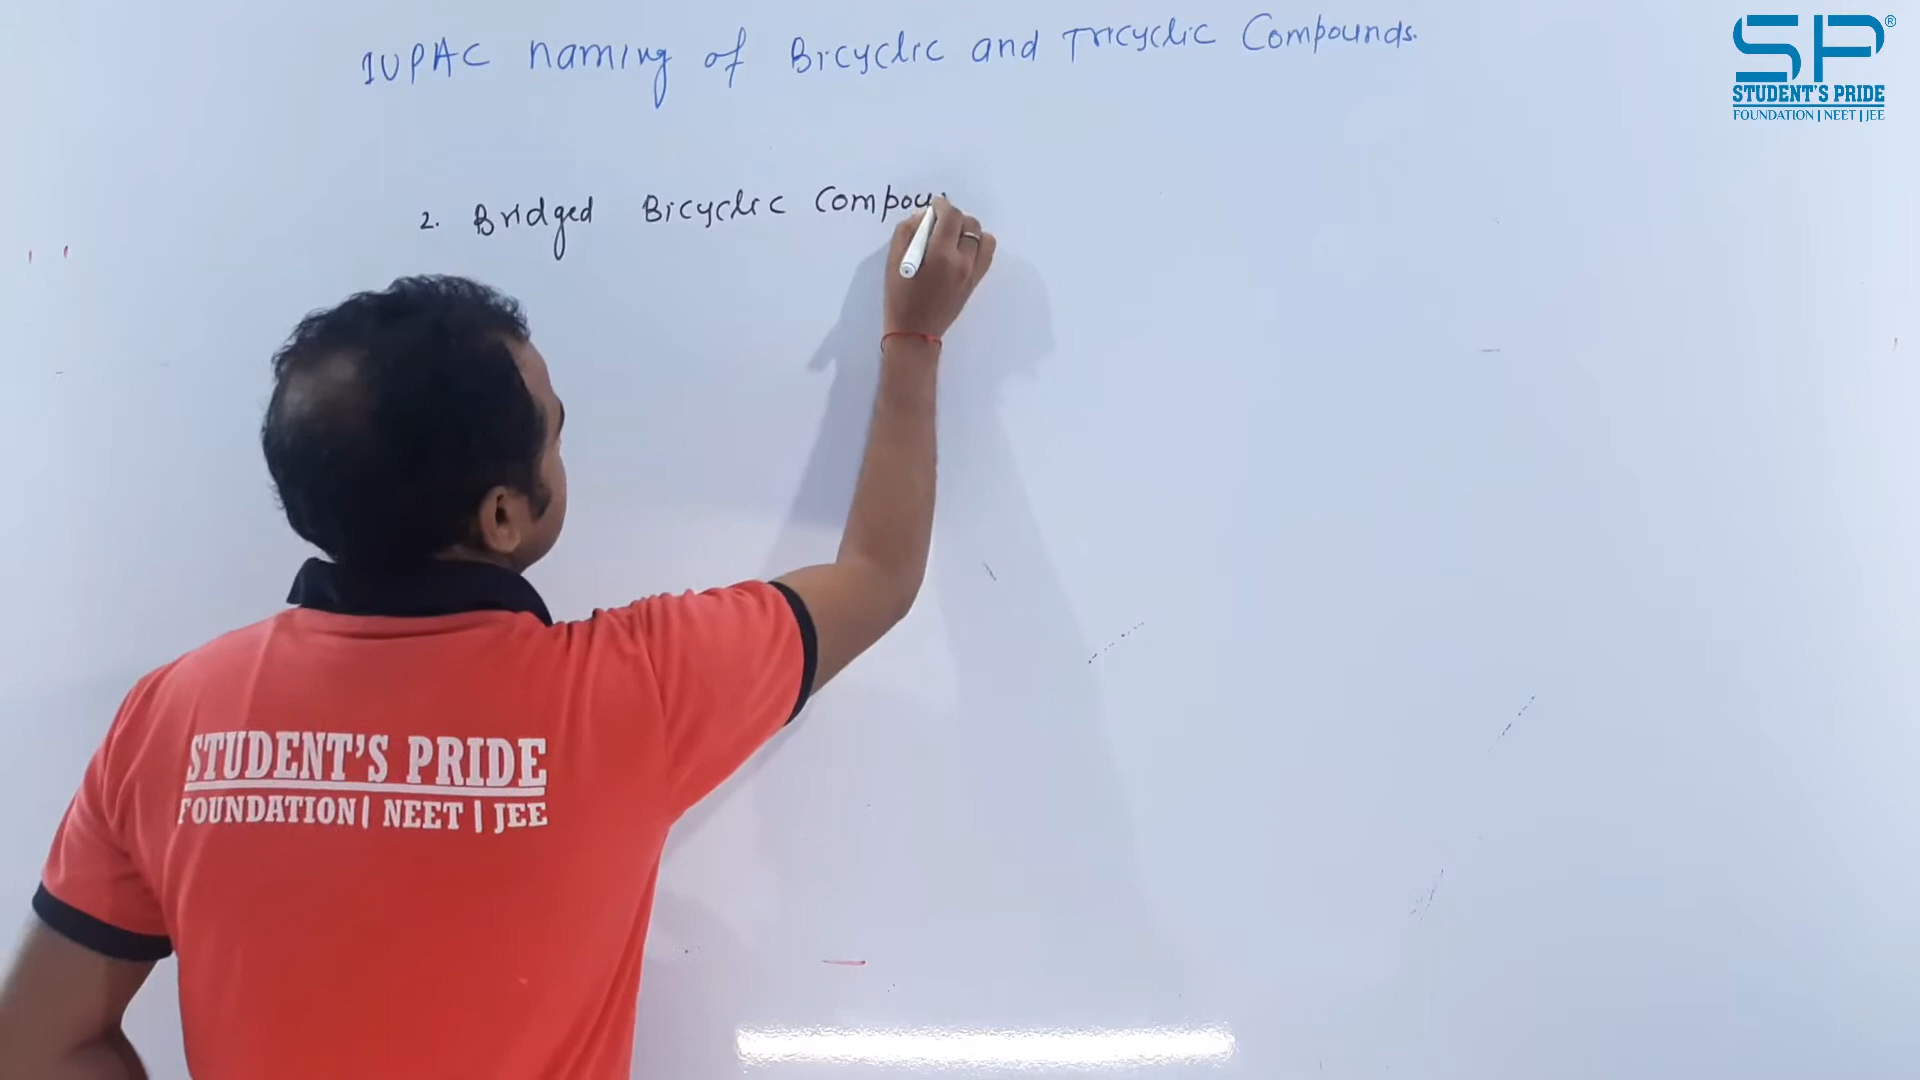 IUPAC naming of Bicyclic and Tricyclic Compounds.
SP®
STUDENT'S PRIDE
FOUNDATION | NEET | JEE
2. Bridged Bicyclic Compou
STUDENT'S PRIDE
FOUNDATION | NEET | JEE